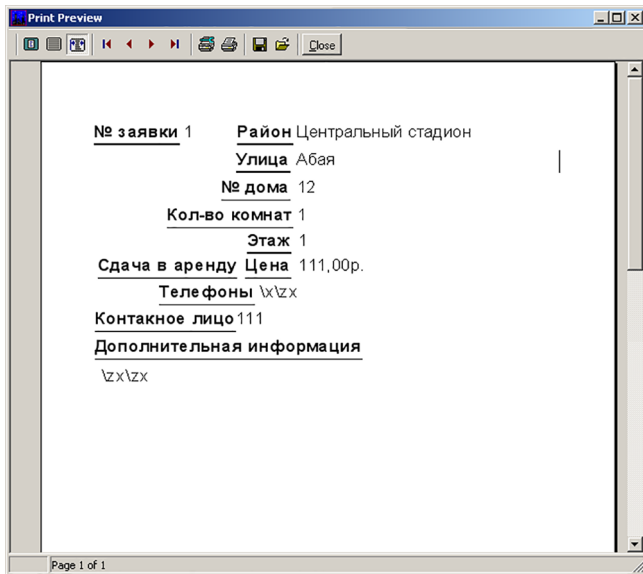 Print Preview
Close
№ заявки 1 Район Центральный стадион
Улица Абая
№ дома 12
Кол-во комнат 1
Этаж 1
Сдача в аренду Цена 111,00р.
Телефоны \x\zx
Контакное лицо 111
Дополнительная информация
\zx\zx
Page 1 of 1